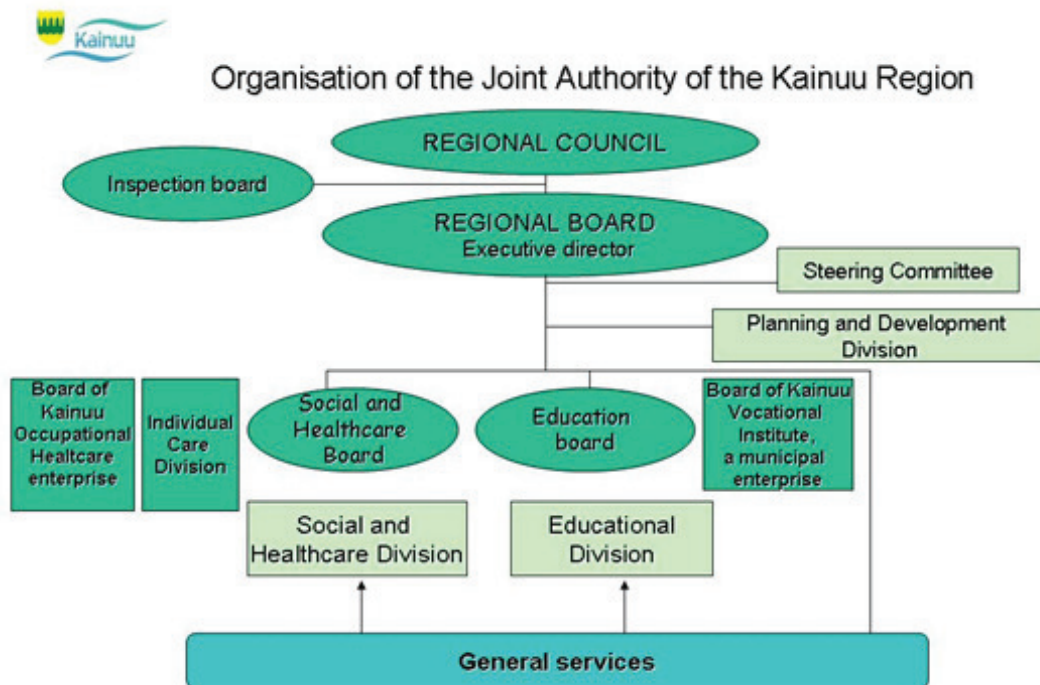 Kainuu
Organisation of the Joint Authority of the Kainuu Region
REGIONAL COUNCIL
Inspection board
REGIONAL BOARD
Executive director
Steering Committee
Planning and Development
Division
Board of
Kainuu
Occupational
Healtcare
enterprise
Individual
Care
Division
Social and
Healthcare
Board
Education
board
Board of Kainuu
Vocational
Institute,
a municipal
enterprise
Social and
Healthcare Division
Educational
Division
General services